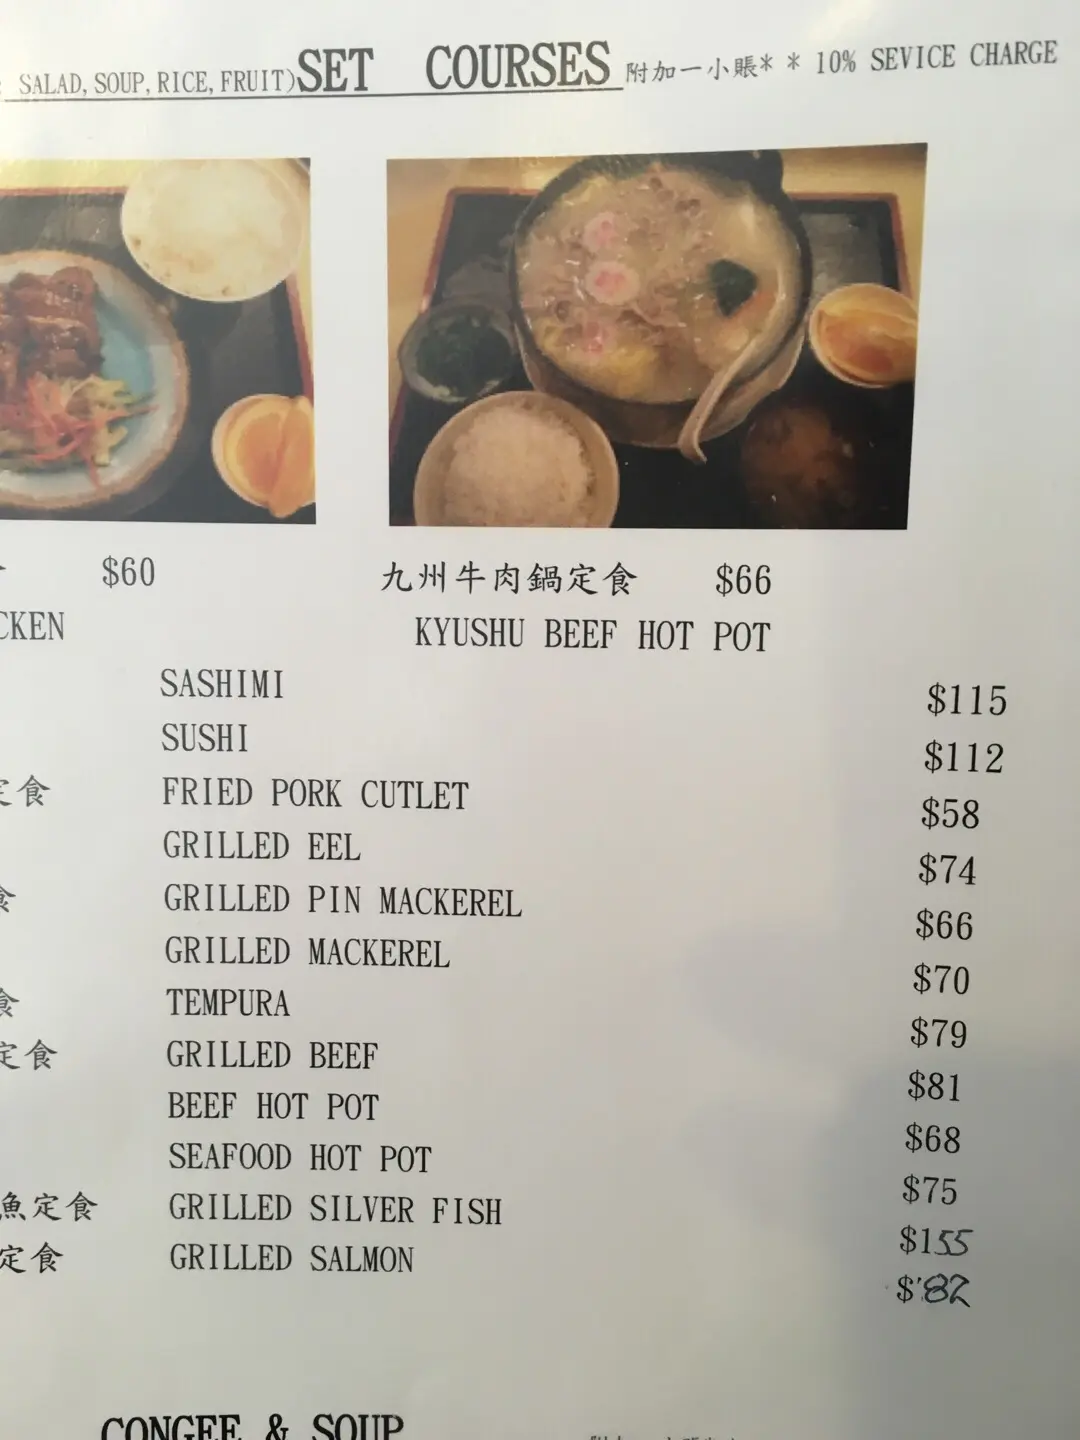 SALAD, SOUP, RICE, FRUIT) SET COURSES 附加一小賬* * 10% SEVICE CHARGE
$60 九州牛肉鍋定食 $66
CKEN KYUSHU BEEF HOT POT
SASHIMI $115
SUSHI $112
定食 FRIED PORK CUTLET $58
GRILLED EEL $74
食 GRILLED PIN MACKEREL $66
GRILLED MACKEREL $70
食 TEMPURA $79
定食 GRILLED BEEF $81
BEEF HOT POT $68
SEAFOOD HOT POT $75
魚定食 GRILLED SILVER FISH $155
定食 GRILLED SALMON $82
CONGEE & SOUP